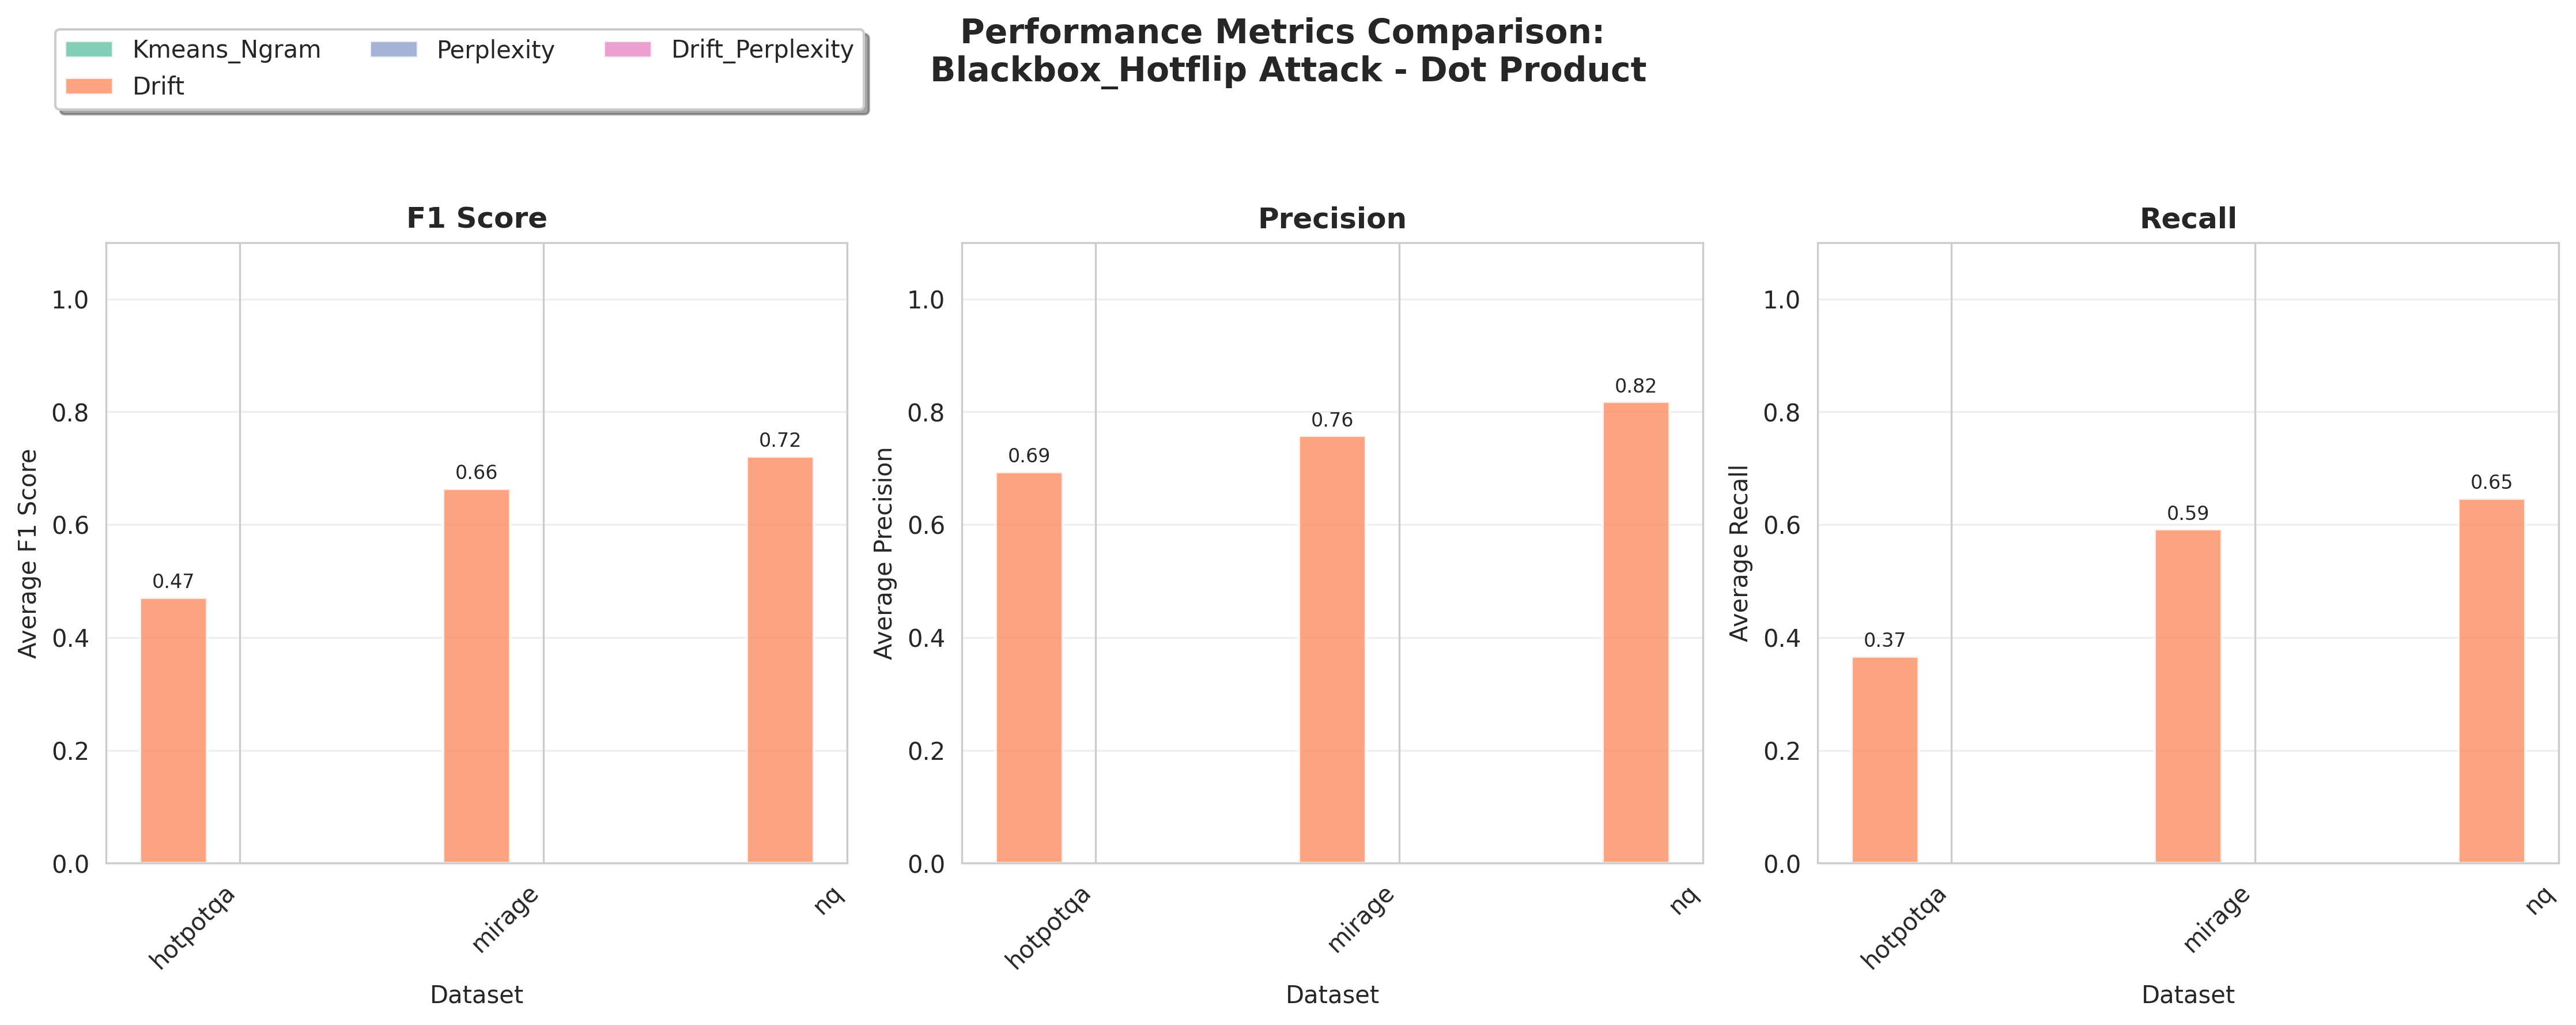 Performance Metrics Comparison:
Blackbox_Hotflip Attack - Dot Product
Kmeans_Ngram
Drift
Perplexity
Drift_Perplexity
F1 Score
Average F1 Score
1.0
0.8
0.6
0.4
0.2
0.0
0.47
0.66
0.72
hotpotqa
mirage
nq
Dataset
Precision
Average Precision
1.0
0.8
0.6
0.4
0.2
0.0
0.69
0.76
0.82
hotpotqa
mirage
nq
Dataset
Recall
Average Recall
1.0
0.8
0.6
0.4
0.2
0.0
0.37
0.59
0.65
hotpotqa
mirage
nq
Dataset